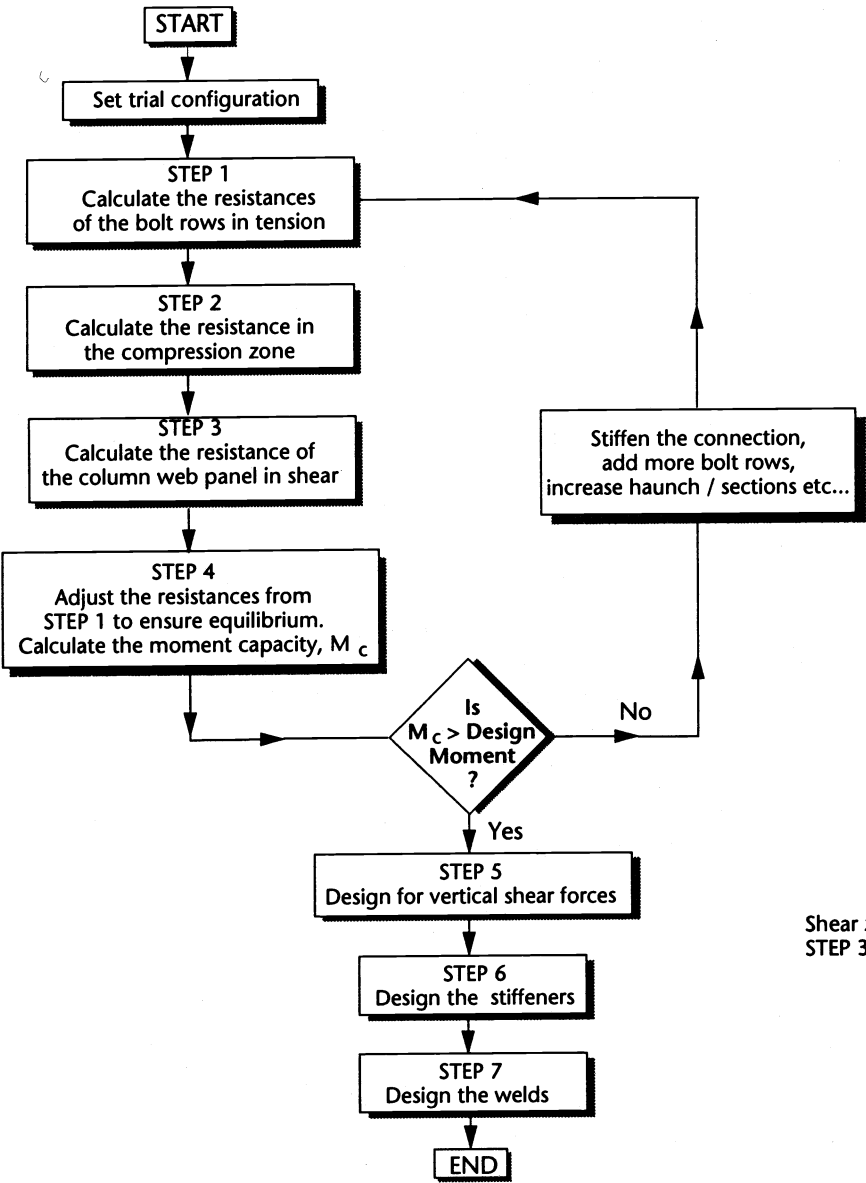 START
Set trial configuration
STEP 1
Calculate the resistances
of the bolt rows in tension
STEP 2
Calculate the resistance in
the compression zone
STEP 3
Calculate the resistance of
the column web panel in shear
Stiffen the connection,
add more bolt rows,
increase haunch / sections etc...
STEP 4
Adjust the resistances from
STEP 1 to ensure equilibrium.
Calculate the moment capacity, M c
Is
M c > Design
Moment
?
No
Yes
STEP 5
Design for vertical shear forces
Shear
STEP 3
STEP 6
Design the stiffeners
STEP 7
Design the welds
END